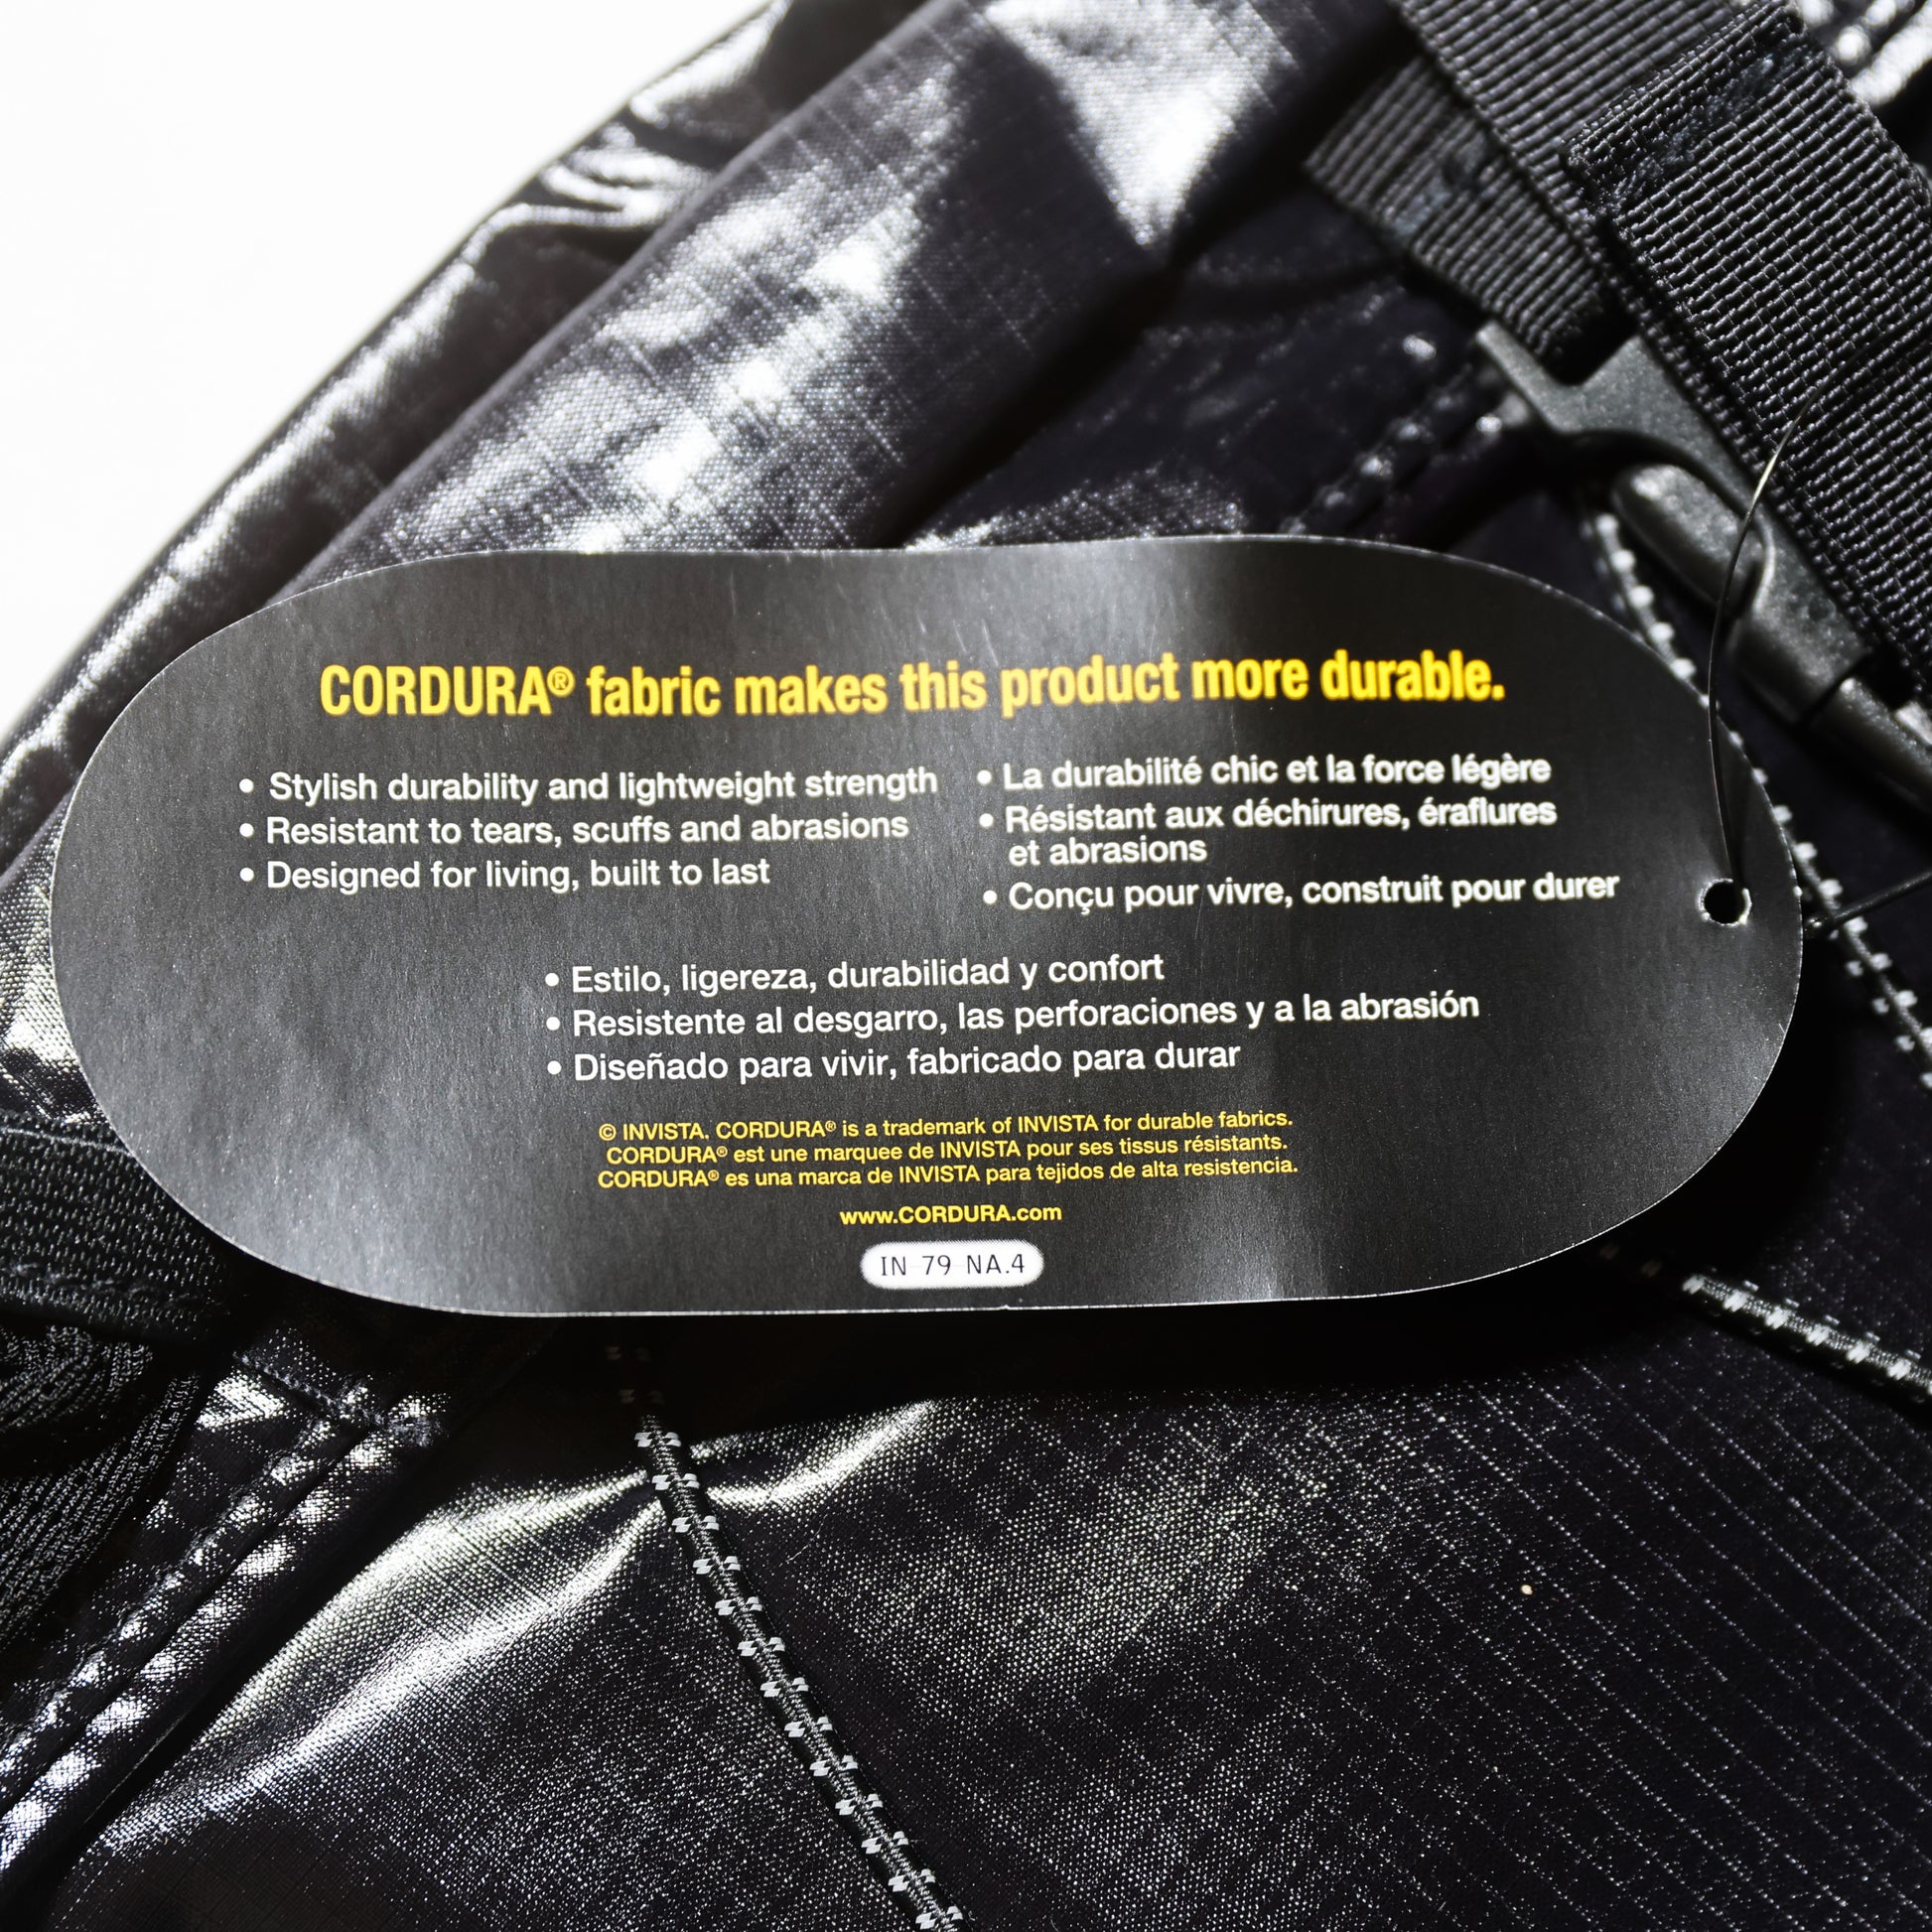 CORDURA® fabric makes this product more durable.
• Stylish durability and lightweight strength
• Resistant to tears, scuffs and abrasions
• Designed for living, built to last
• La durabilité chic et la force légère
• Résistant aux déchirures, éraflures
et abrasions
• Conçu pour vivre, construit pour durer
• Estilo, ligereza, durabilidad y confort
• Resistente al desgarro, las perforaciones y a la abrasión
• Diseñado para vivir, fabricado para durar
© INVISTA. CORDURA® is a trademark of INVISTA for durable fabrics.
CORDURA® est une marquee de INVISTA pour ses tissus résistants.
CORDURA® es una marca de INVISTA para tejidos de alta resistencia.
www.CORDURA.com
IN 79 NA.4